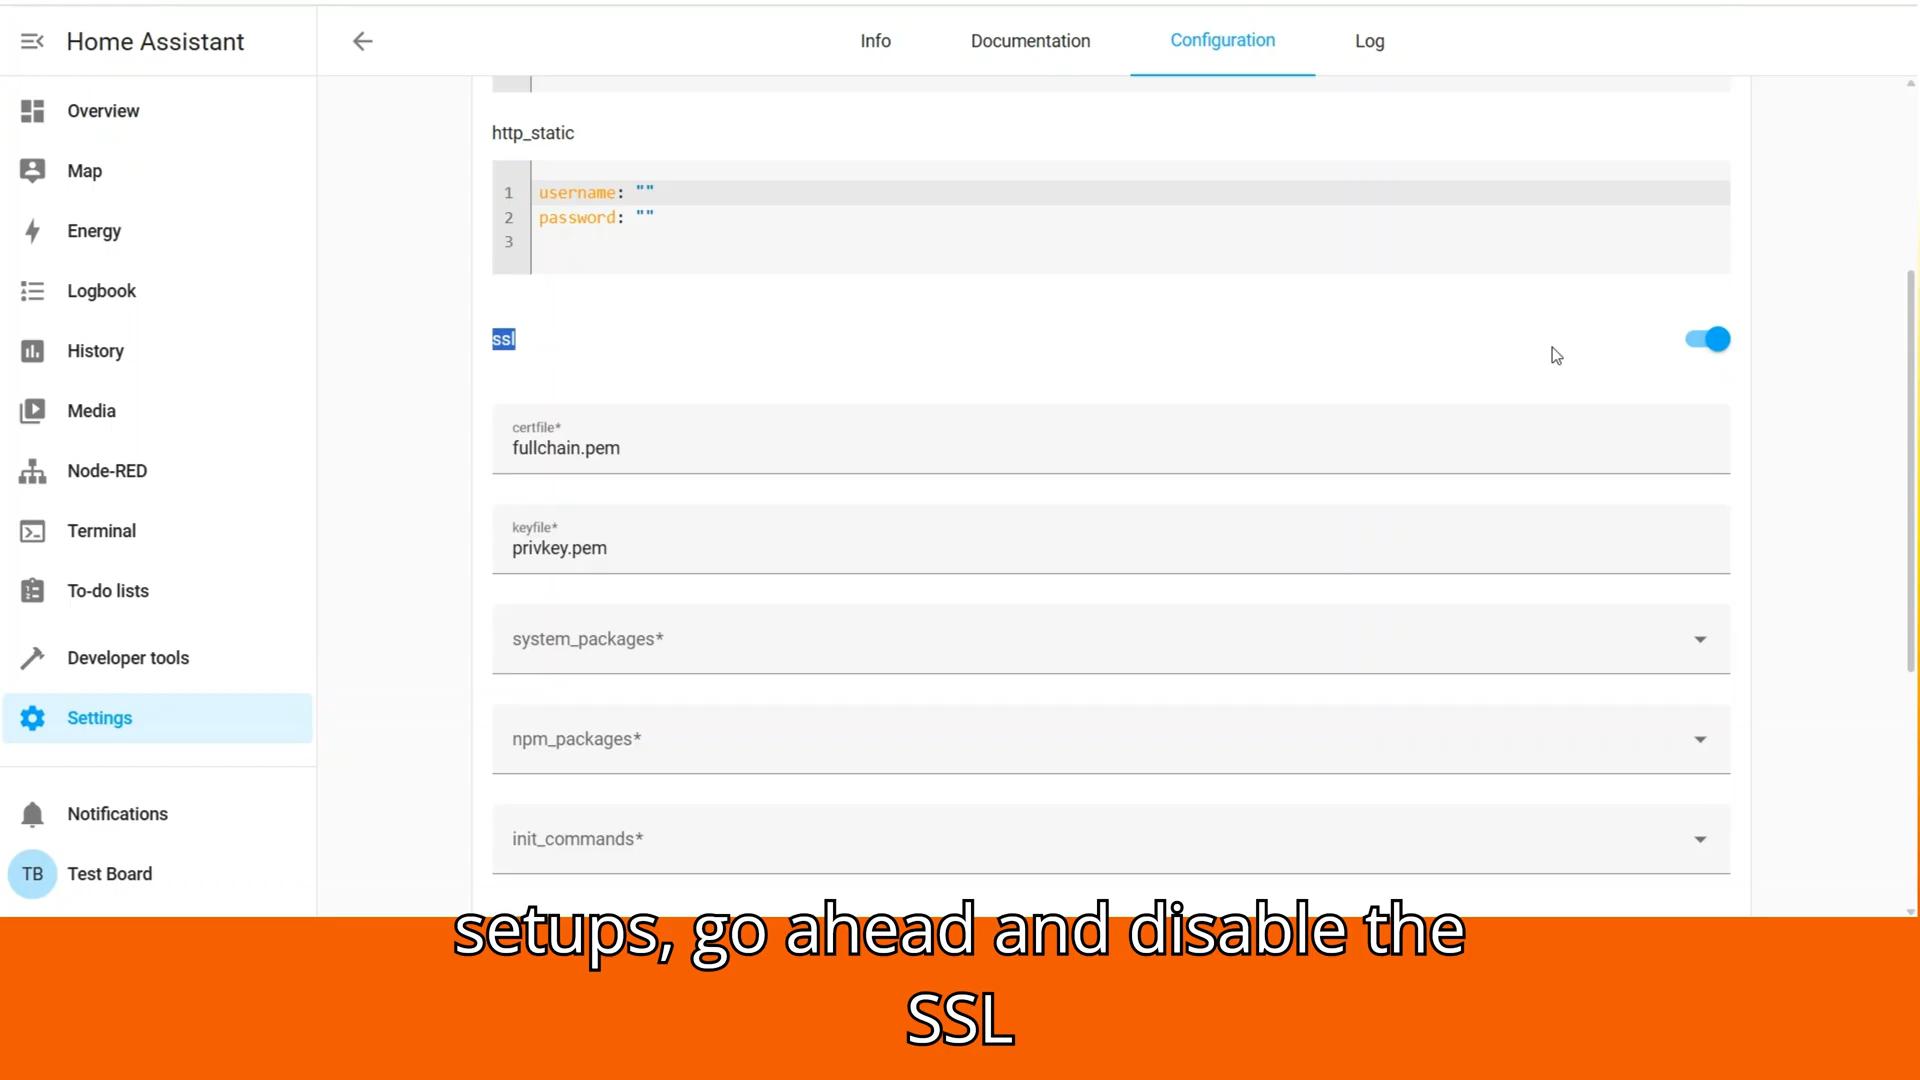 Home Assistant
Info
Documentation
Configuration
Log
Overview
Map
Energy
Logbook
History
Media
Node-RED
Terminal
To-do lists
Developer tools
Settings
Notifications
TB
Test Board
http_static
1 username: ""
2 password: ""
3
ssl
certfile*
fullchain.pem
keyfile*
privkey.pem
system_packages*
npm_packages*
init_commands*
setups, go ahead and disable the
SSL